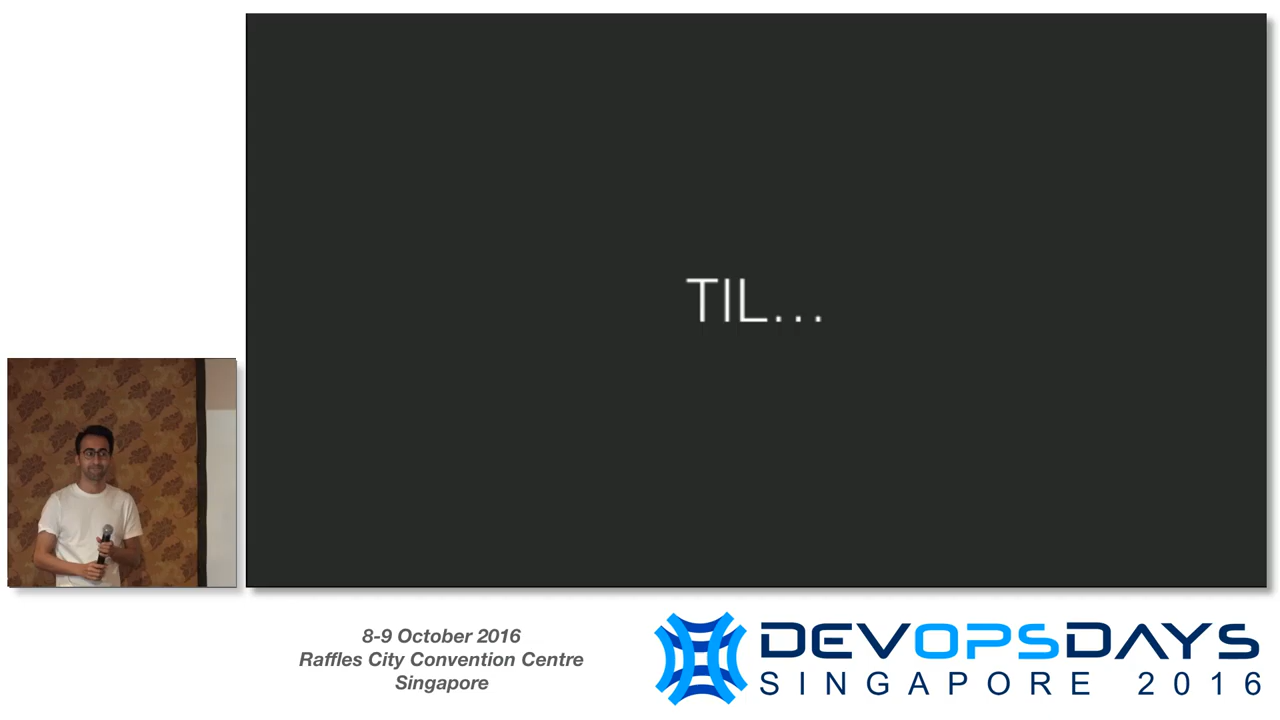 TIL...
8-9 October 2016
Raffles City Convention Centre
Singapore
DEVOPSDAYS
SINGAPORE 2016